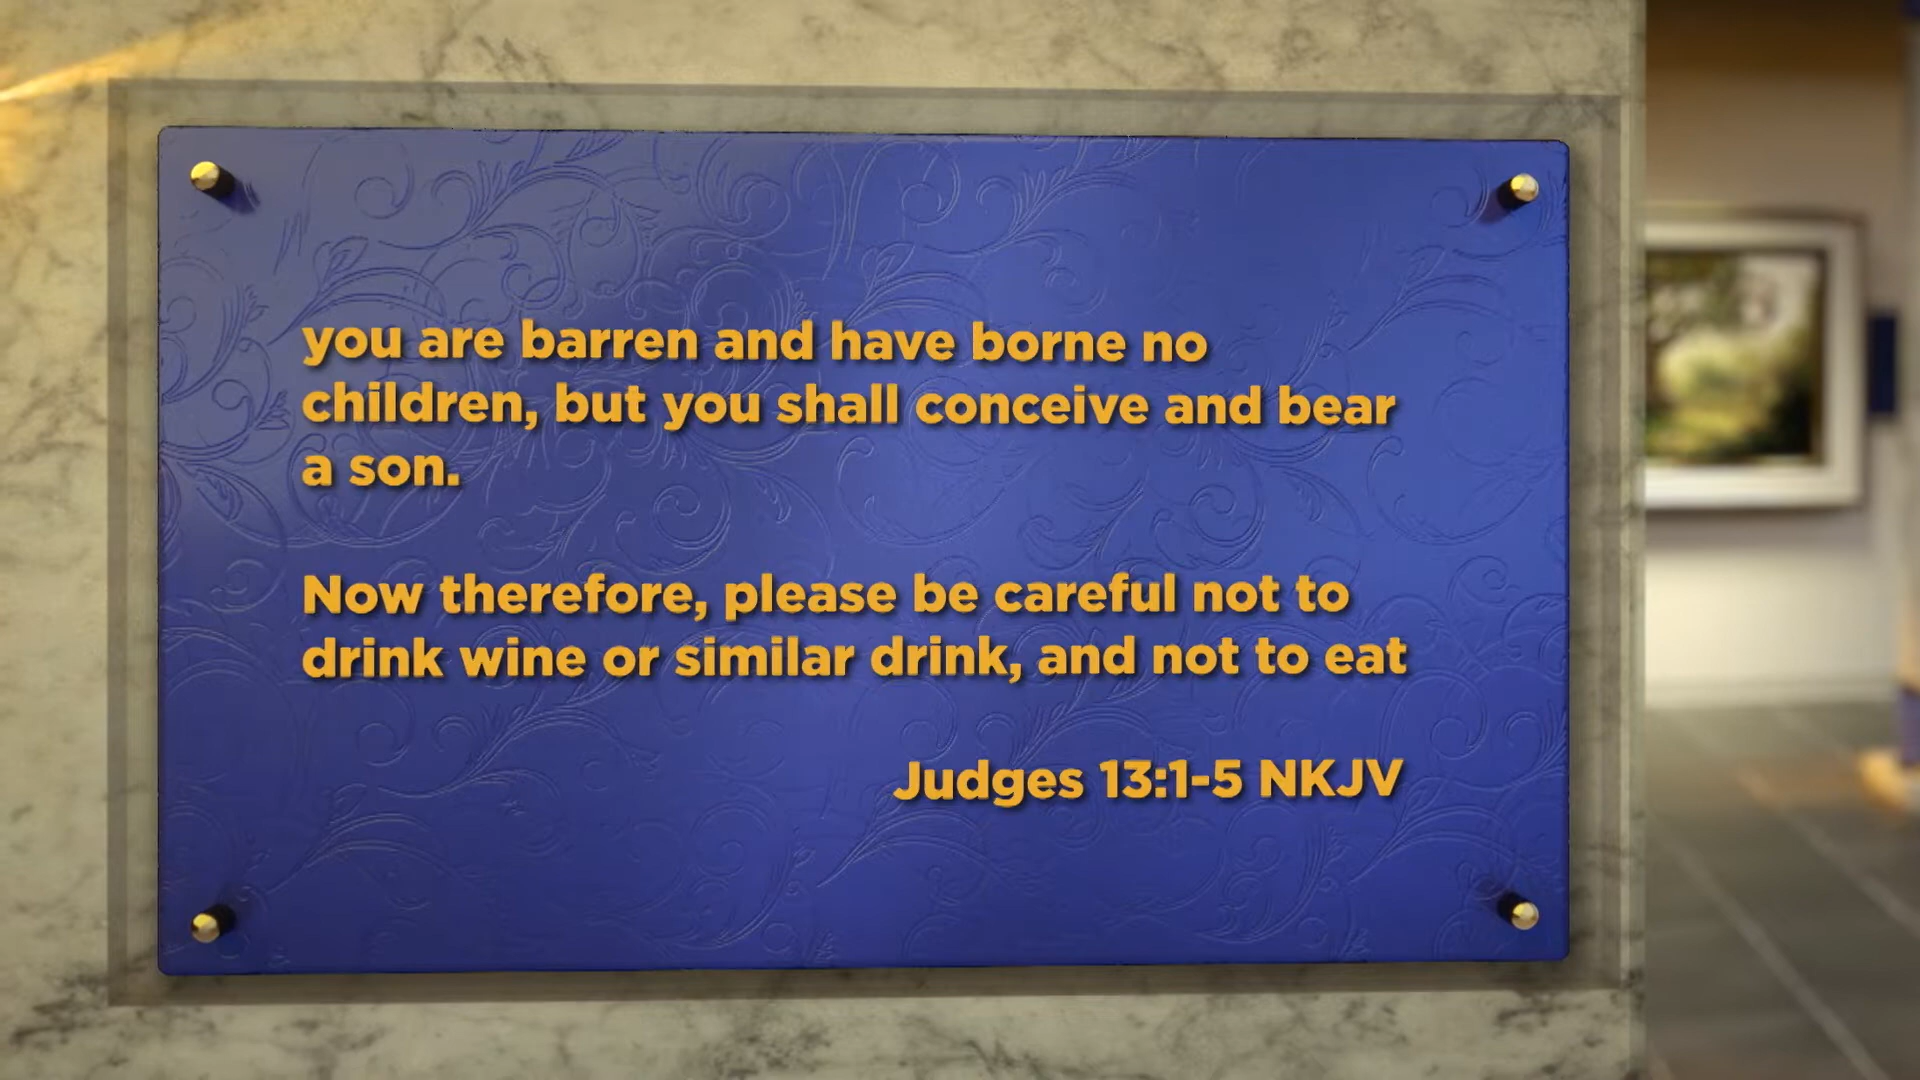 you are barren and have borne no
children, but you shall conceive and bear
a son.
Now therefore, please be careful not to
drink wine or similar drink, and not to eat
Judges 13:1-5 NKJV